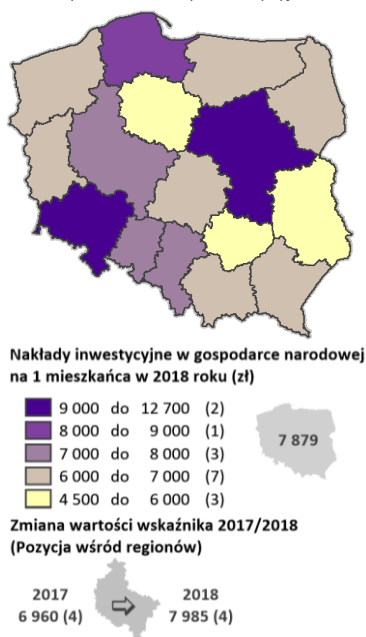 Nakłady inwestycyjne w gospodarce narodowej
na 1 mieszkańca w 2018 roku (zł)
9 000 do 12 700 (2)
8 000 do 9 000 (1)
7 000 do 8 000 (3)
6 000 do 7 000 (7)
4 500 do 6 000 (3)
7 879
Zmiana wartości wskaźnika 2017/2018
(Pozycja wśród regionów)
2017
6 960 (4)
2018
7 985 (4)